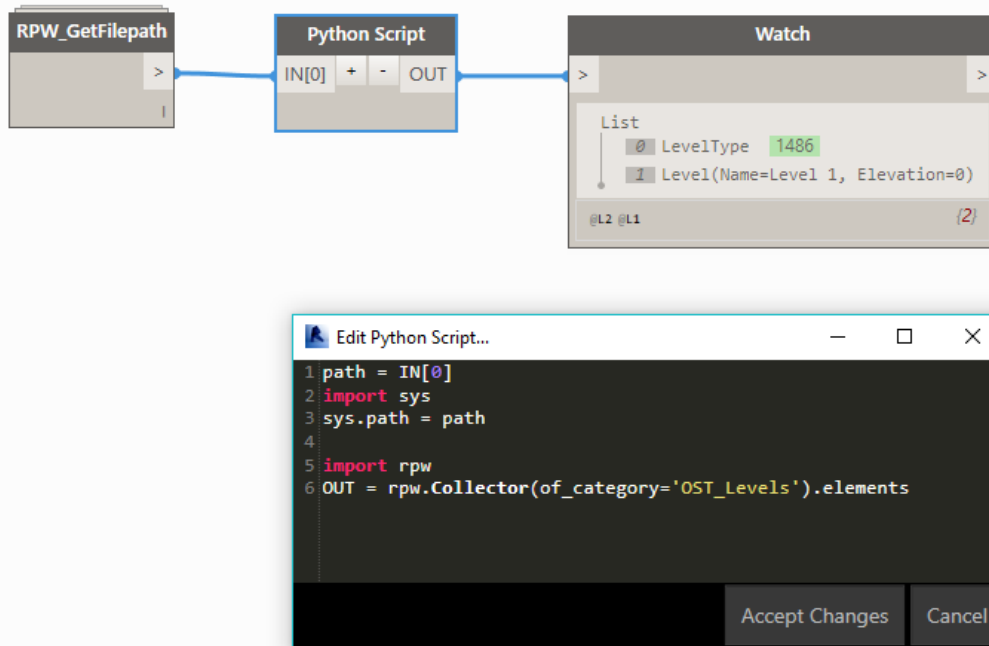 RPW_GetFilepath
>
|
Python Script
IN[0] + - OUT
Watch
> >
List
0 LevelType 1486
1 Level(Name=Level 1, Elevation=0)
@L2 @L1 {2}
Edit Python Script...
1 path = IN[0]
2 import sys
3 sys.path = path
4
5 import rpw
6 OUT = rpw.Collector(of_category='OST_Levels').elements
Accept Changes Cancel